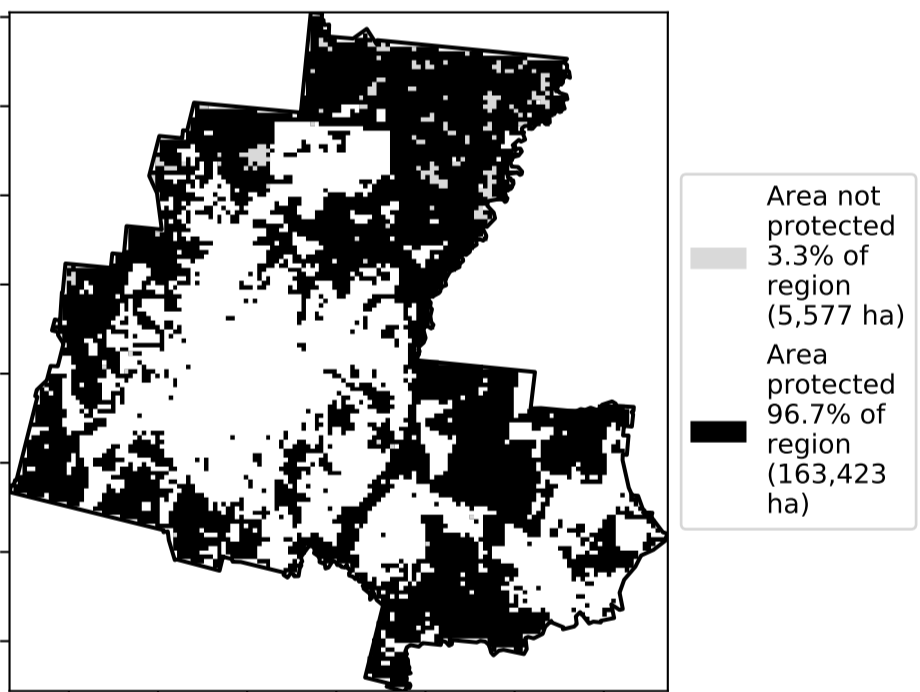 Area not
protected
3.3% of
region
(5,577 ha)
Area
protected
96.7% of
region
(163,423
ha)